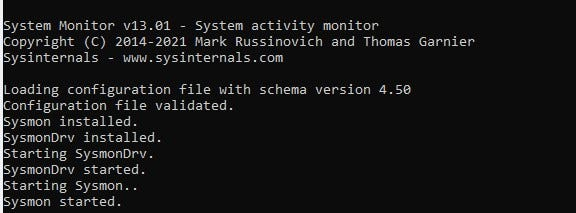 System Monitor v13.01 - System activity monitor
Copyright (C) 2014-2021 Mark Russinovich and Thomas Garnier
Sysinternals - www.sysinternals.com
Loading configuration file with schema version 4.50
Configuration file validated.
Sysmon installed.
SysmonDrv installed.
Starting SysmonDrv.
SysmonDrv started.
Starting Sysmon..
Sysmon started.